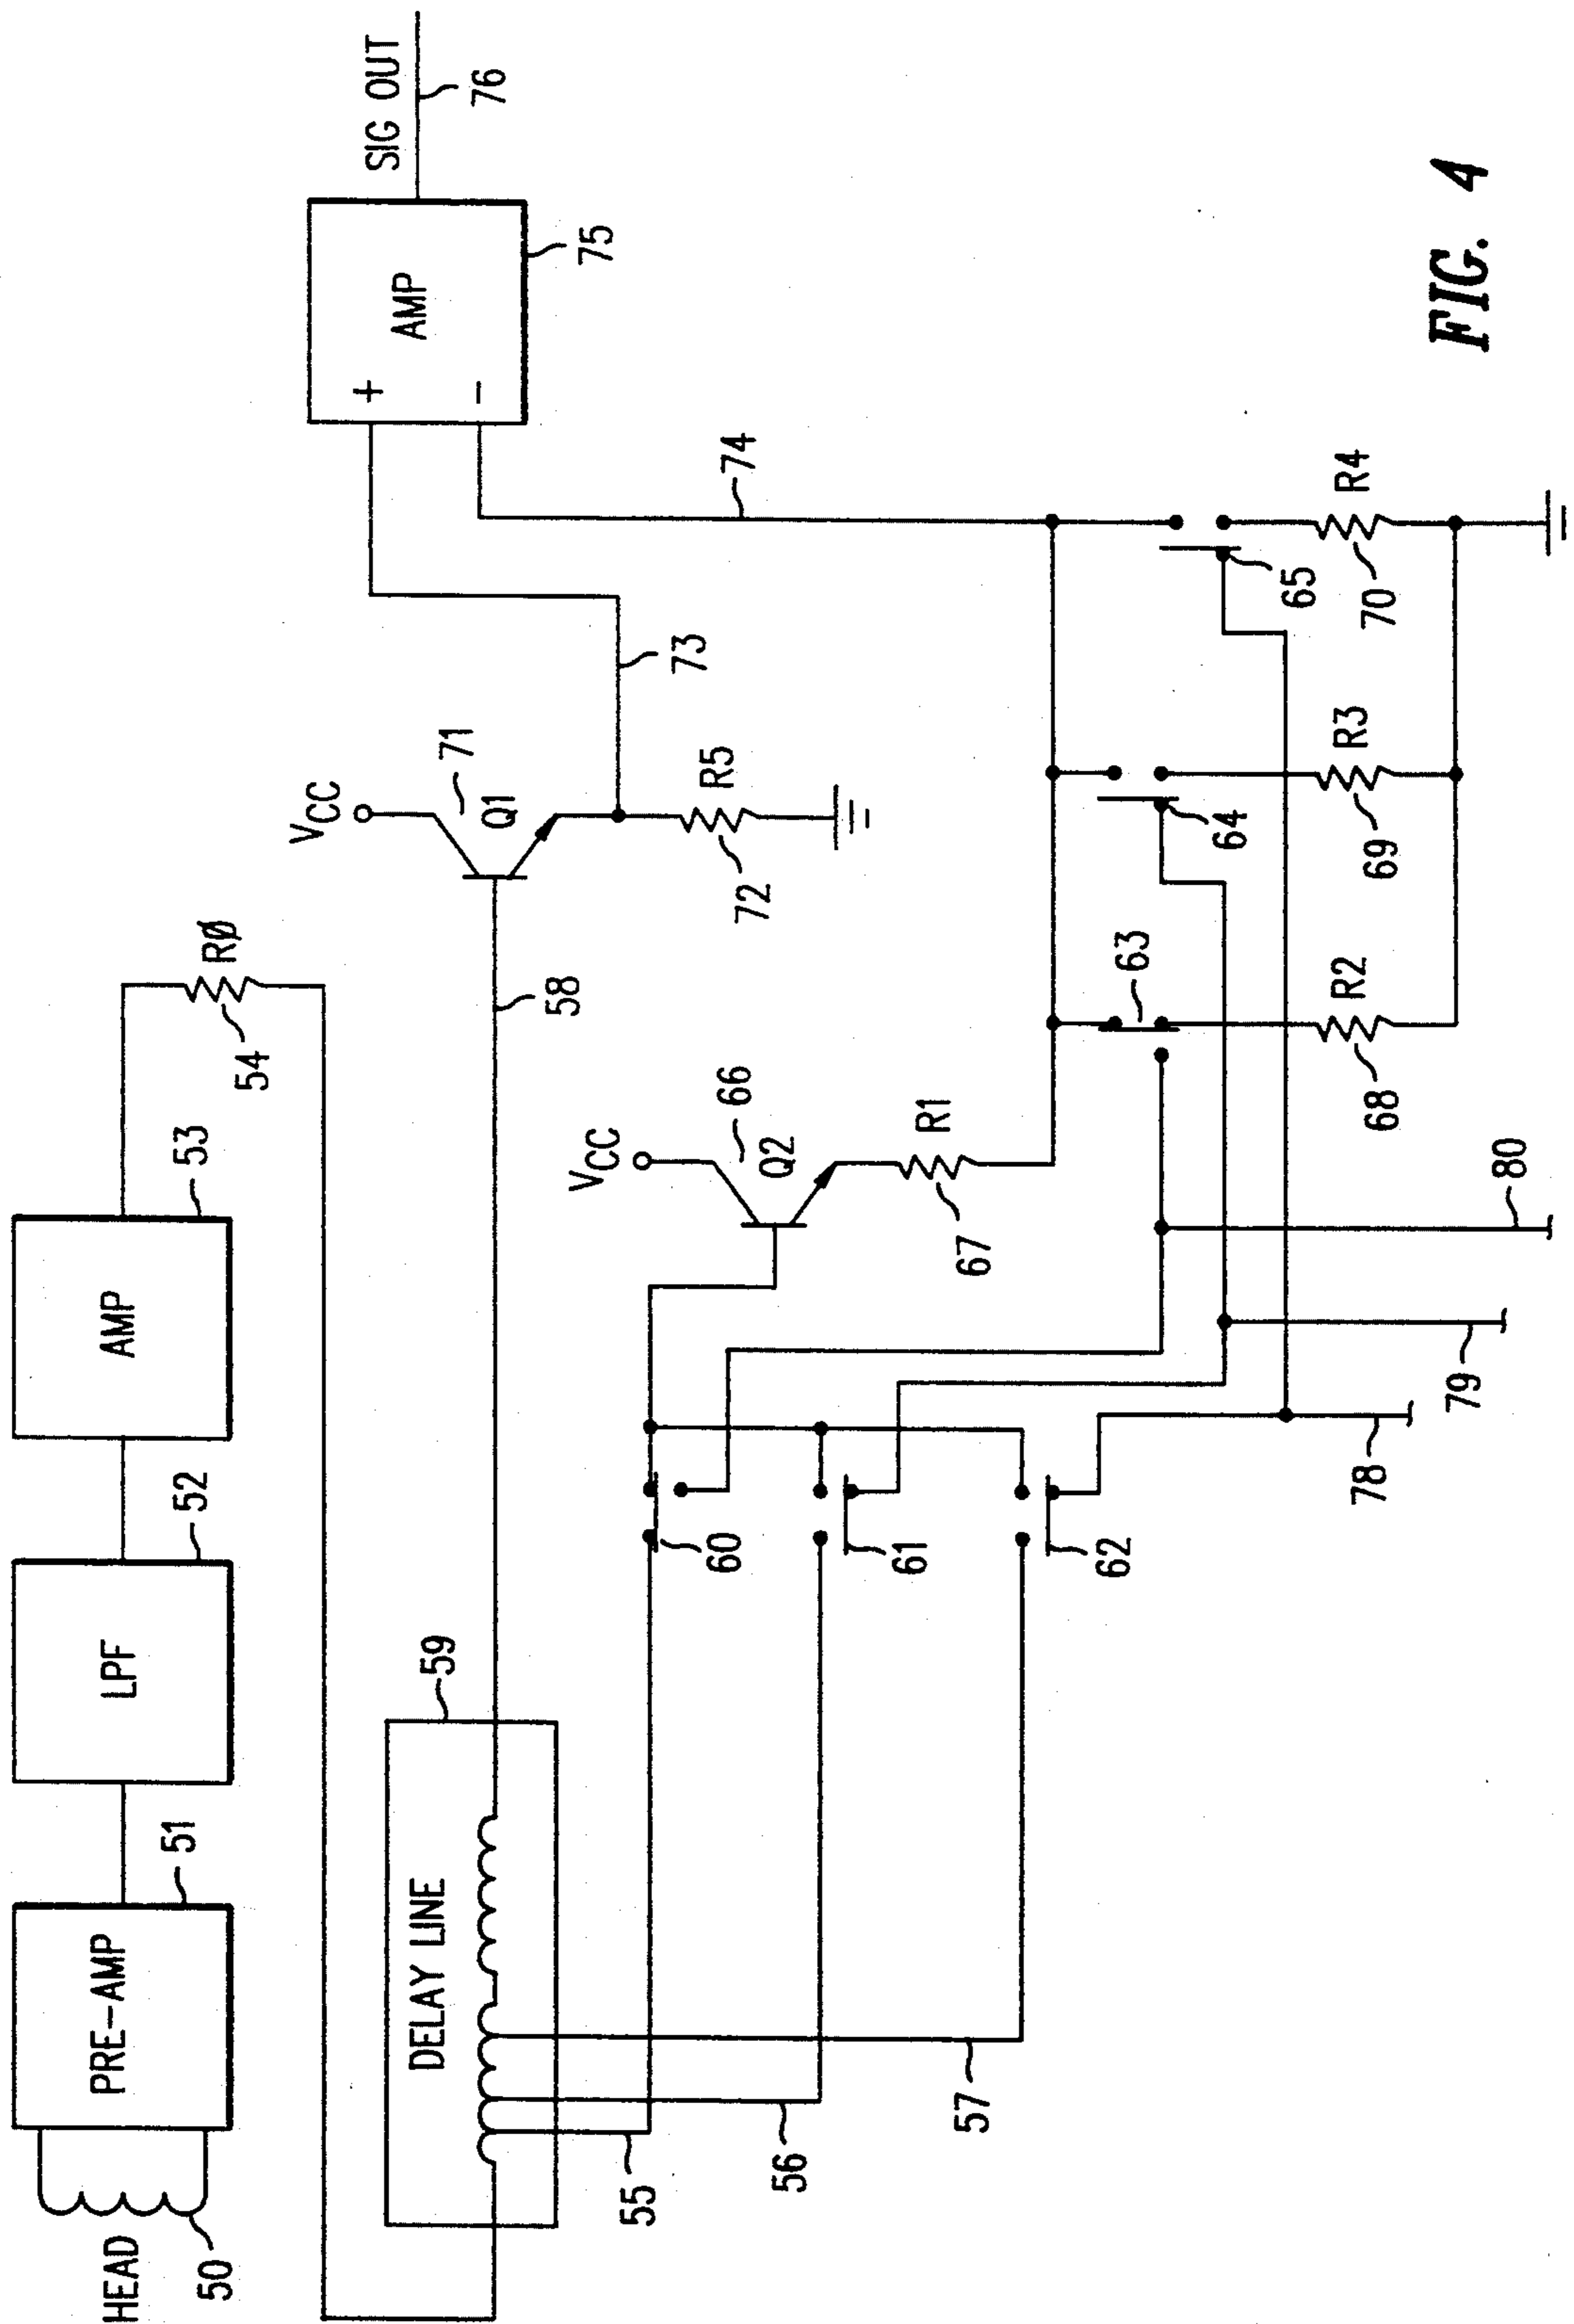 HEAD
50
PRE-AMP
51
LPF
52
AMP
53
RØ
54
DELAY LINE
59
55
56
57
58
60
61
62
VCC
71
Q1
R5
72
73
AMP
+
-
75
SIG OUT
76
74
VCC
66
Q2
R1
67
63
64
65
R2
68
R3
69
R4
70
78
79
80
FIG. 4